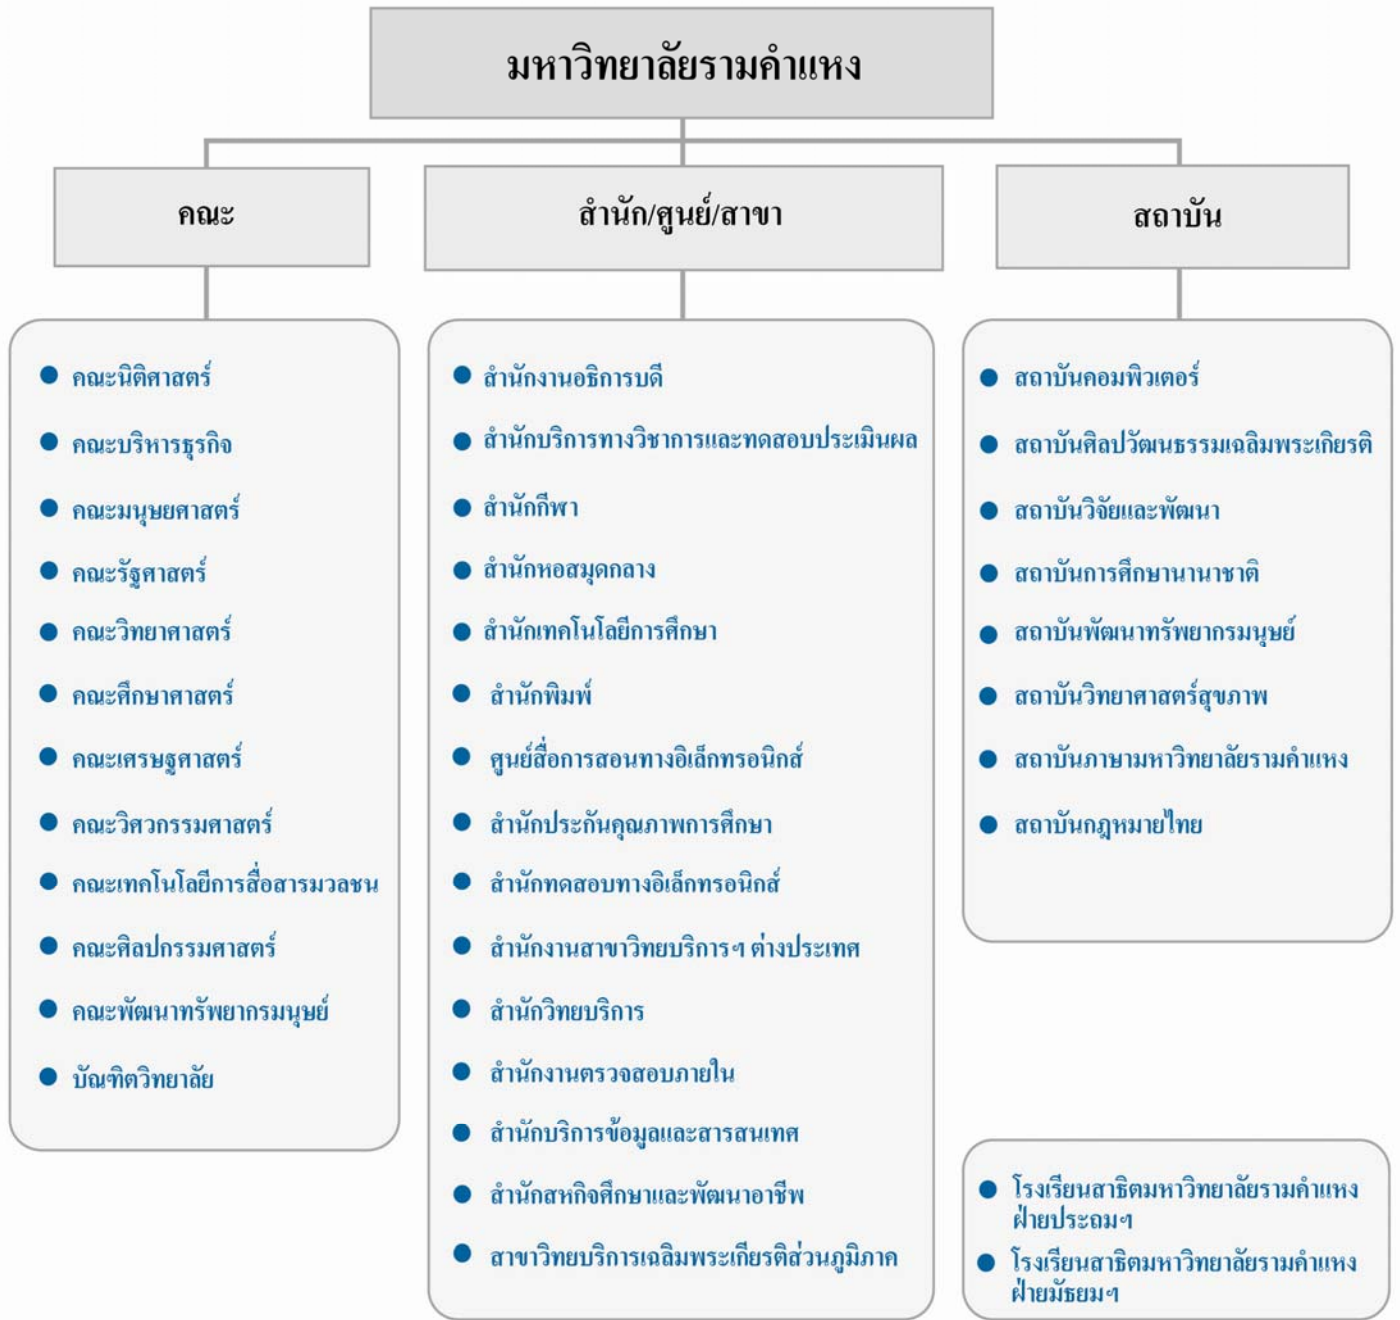 มหาวิทยาลัยรามคำแหง
คณะ
คณะนิติศาสตร์
คณะบริหารธุรกิจ
คณะมนุษยศาสตร์
คณะรัฐศาสตร์
คณะวิทยาศาสตร์
คณะศึกษาศาสตร์
คณะเศรษฐศาสตร์
คณะวิศวกรรมศาสตร์
คณะเทคโนโลยีการสื่อสารมวลชน
คณะศิลปกรรมศาสตร์
คณะพัฒนาทรัพยากรมนุษย์
บัณฑิตวิทยาลัย
สำนัก/ศูนย์/สาขา
สำนักงานอธิการบดี
สำนักบริการทางวิชาการและทดสอบประเมินผล
สำนักกีฬา
สำนักหอสมุดกลาง
สำนักเทคโนโลยีการศึกษา
สำนักพิมพ์
ศูนย์สื่อการสอนทางอิเล็กทรอนิกส์
สำนักประกันคุณภาพการศึกษา
สำนักทดสอบทางอิเล็กทรอนิกส์
สำนักงานสาขาวิทยบริการฯ ต่างประเทศ
สำนักวิทยบริการ
สำนักงานตรวจสอบภายใน
สำนักบริการข้อมูลและสารสนเทศ
สำนักสหกิจศึกษาและพัฒนาอาชีพ
สาขาวิทยบริการเฉลิมพระเกียรติส่วนภูมิภาค
สถาบัน
สถาบันคอมพิวเตอร์
สถาบันศิลปวัฒนธรรมเฉลิมพระเกียรติ
สถาบันวิจัยและพัฒนา
สถาบันการศึกษานานาชาติ
สถาบันพัฒนาทรัพยากรมนุษย์
สถาบันวิทยาศาสตร์สุขภาพ
สถาบันภาษามหาวิทยาลัยรามคำแหง
สถาบันกฎหมายไทย
โรงเรียนสาธิตมหาวิทยาลัยรามคำแหง
ฝ่ายประถมฯ
โรงเรียนสาธิตมหาวิทยาลัยรามคำแหง
ฝ่ายมัธยมฯ